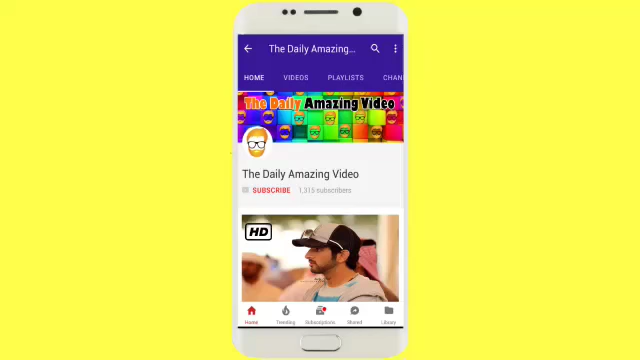 The Daily Amazing...
HOME VIDEOS PLAYLISTS CHAN
The Daily Amazing Video
The Daily Amazing Video
SUBSCRIBE 1,315 subscribers
HD
Home Trending Subscriptions Shared Library